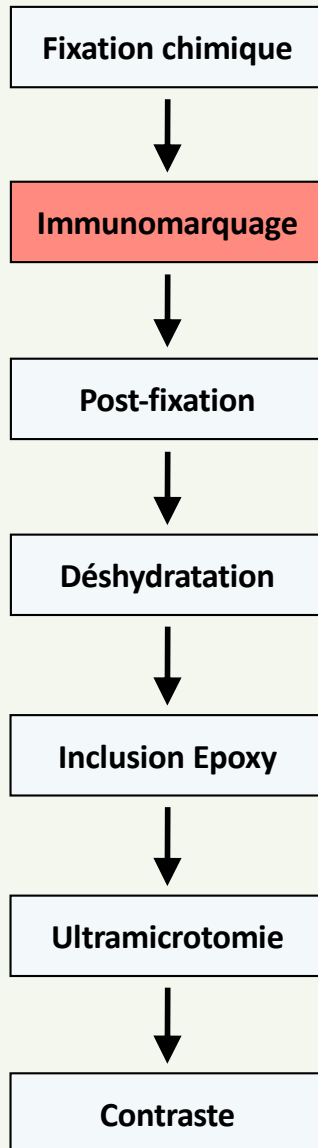 Fixation chimique
Immunomarquage
Post-fixation
Déshydratation
Inclusion Epoxy
Ultramicrotomie
Contraste